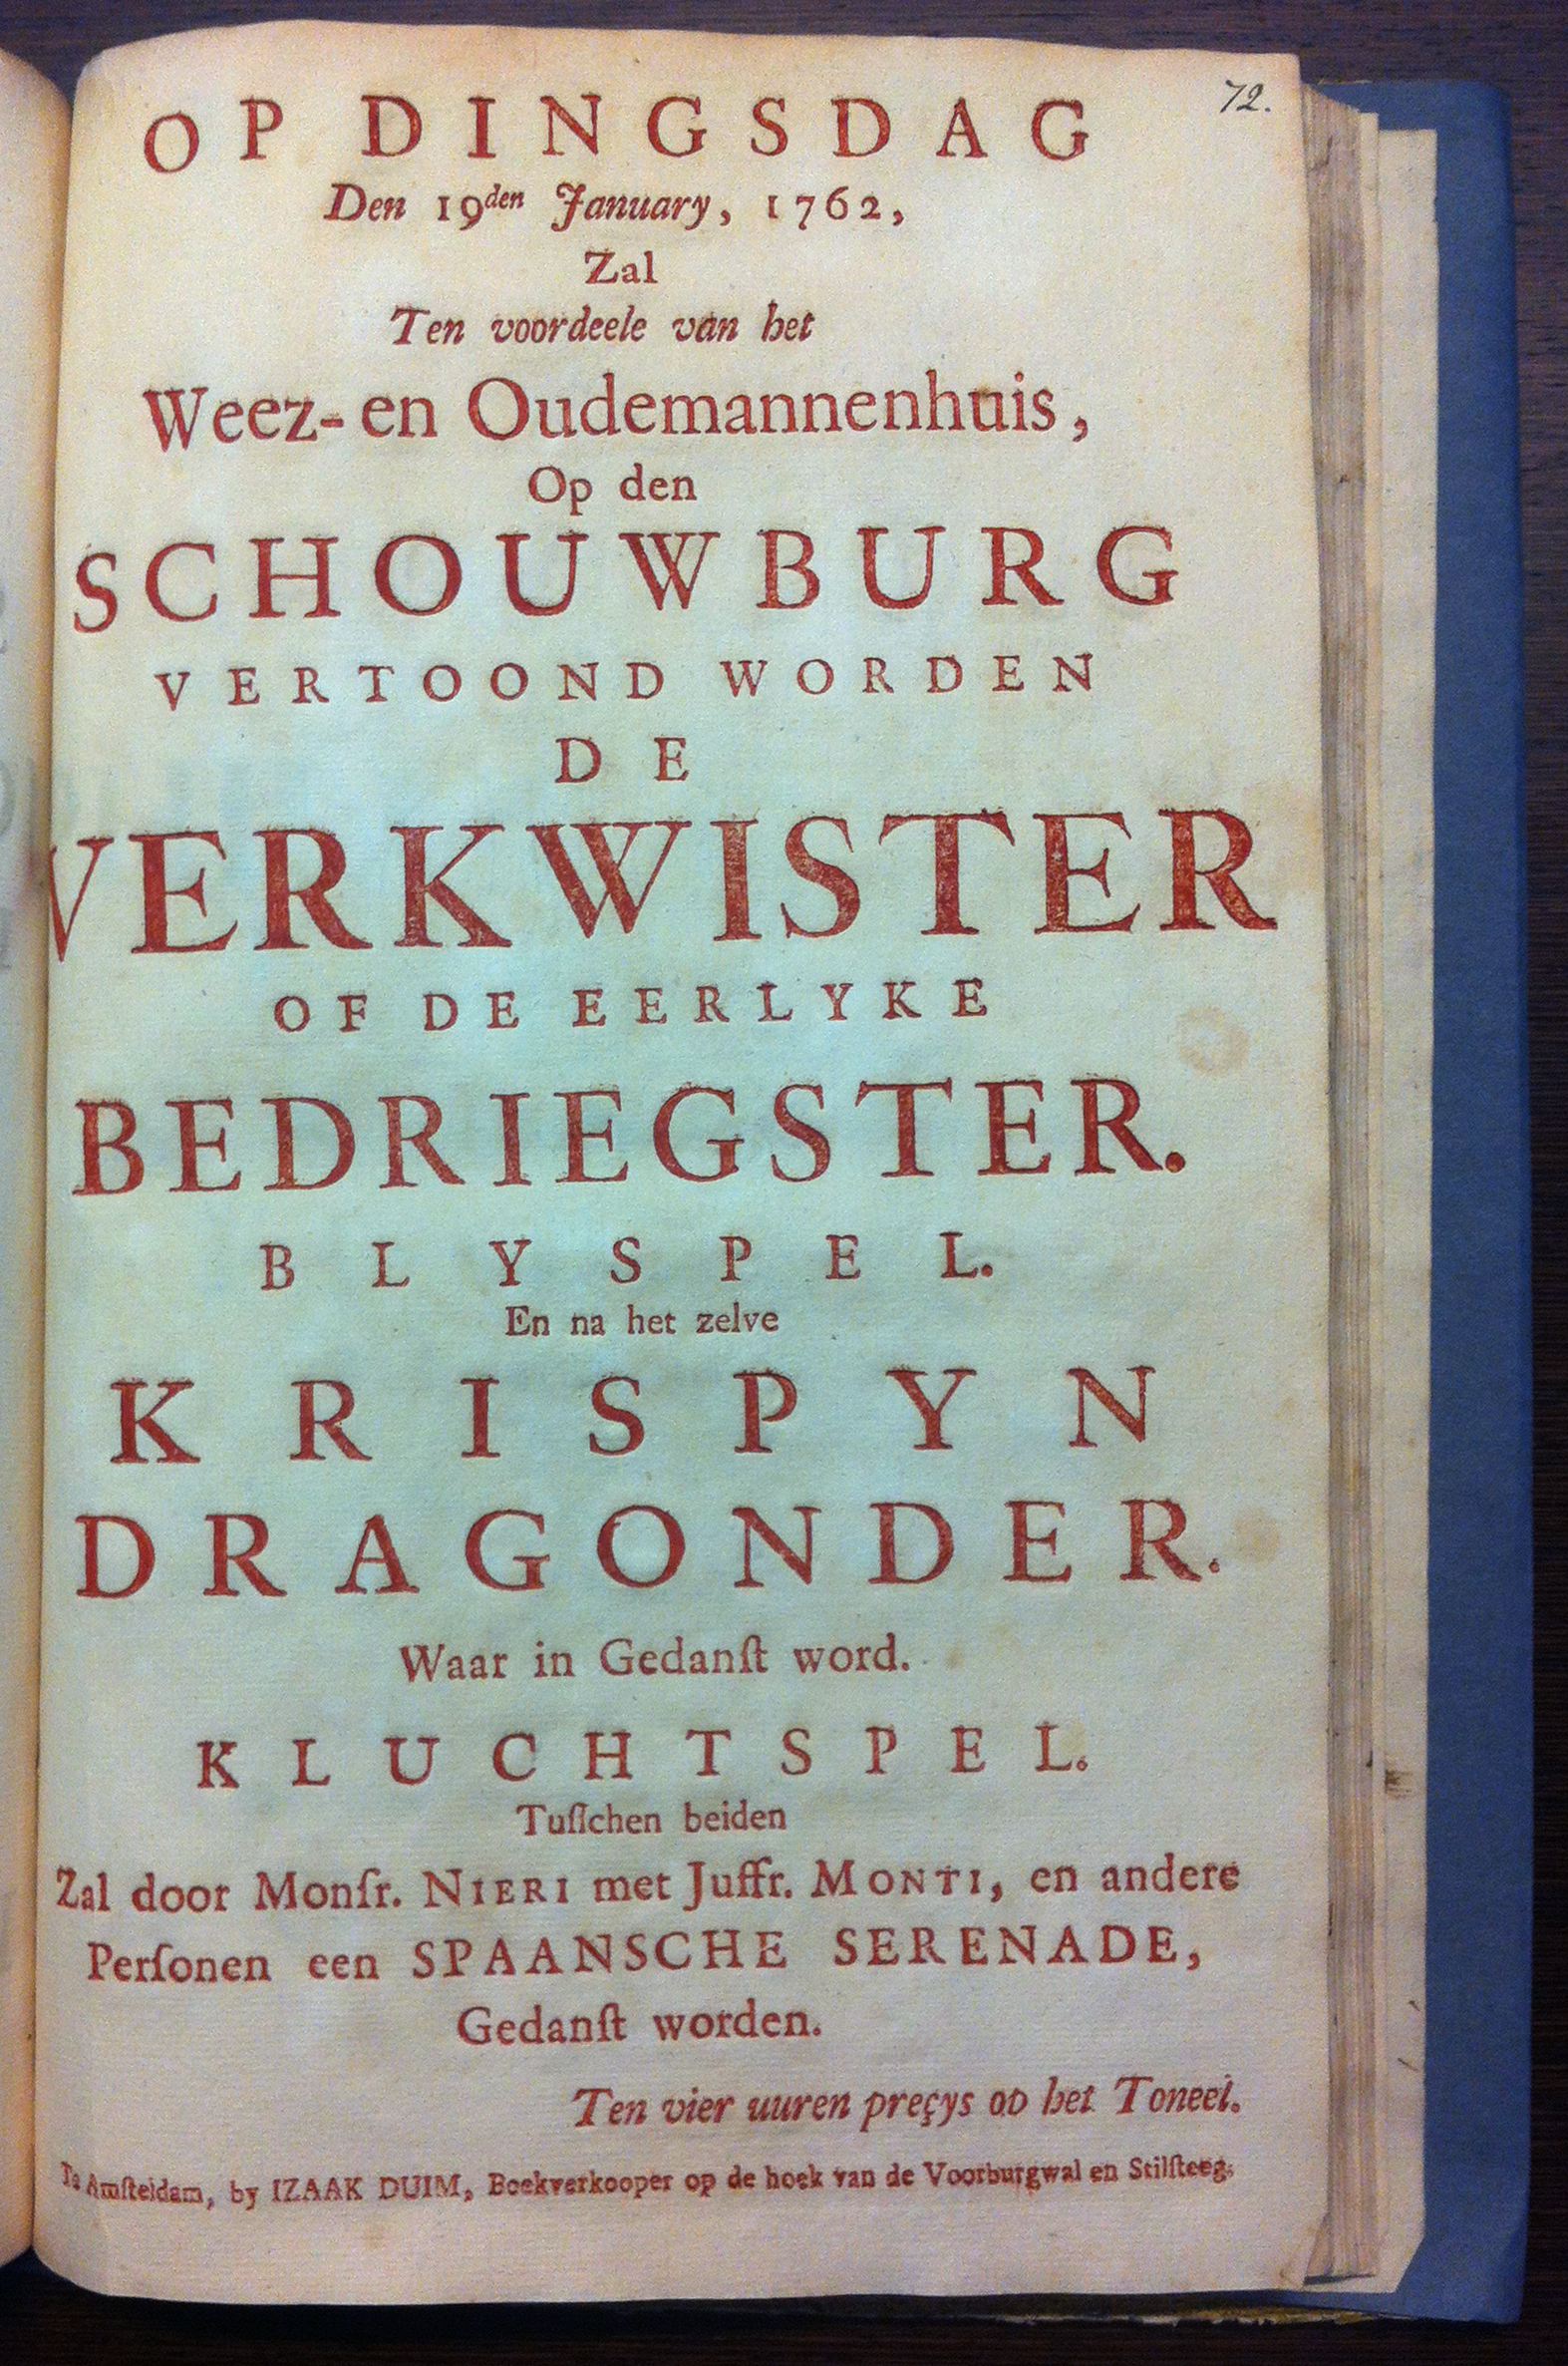 72.
OP DINGSDAG
Den 19den January, 1762,
Zal
Ten voordeele van het
Weez- en Oudemannenhuis,
Op den
SCHOUWBURG
VERTOOND WORDEN
DE
VERKWISTER
OF DE EERLYKE
BEDRIEGSTER.
BLYSPEL.
En na het zelve
KRISPYN
DRAGONDER.
Waar in Gedanſt word.
KLUCHTSPEL.
Tuſſchen beiden
Zal door Monſr. NIERI met Juffr. MONTI, en andere
Perſonen een SPAANSCHE SERENADE,
Gedanſt worden.
Ten vier uuren preçys op het Toneel.
Te Amſteldam, by IZAAK DUIM, Boekverkooper op de hoek van de Voorburgwal en Stilſteeg.